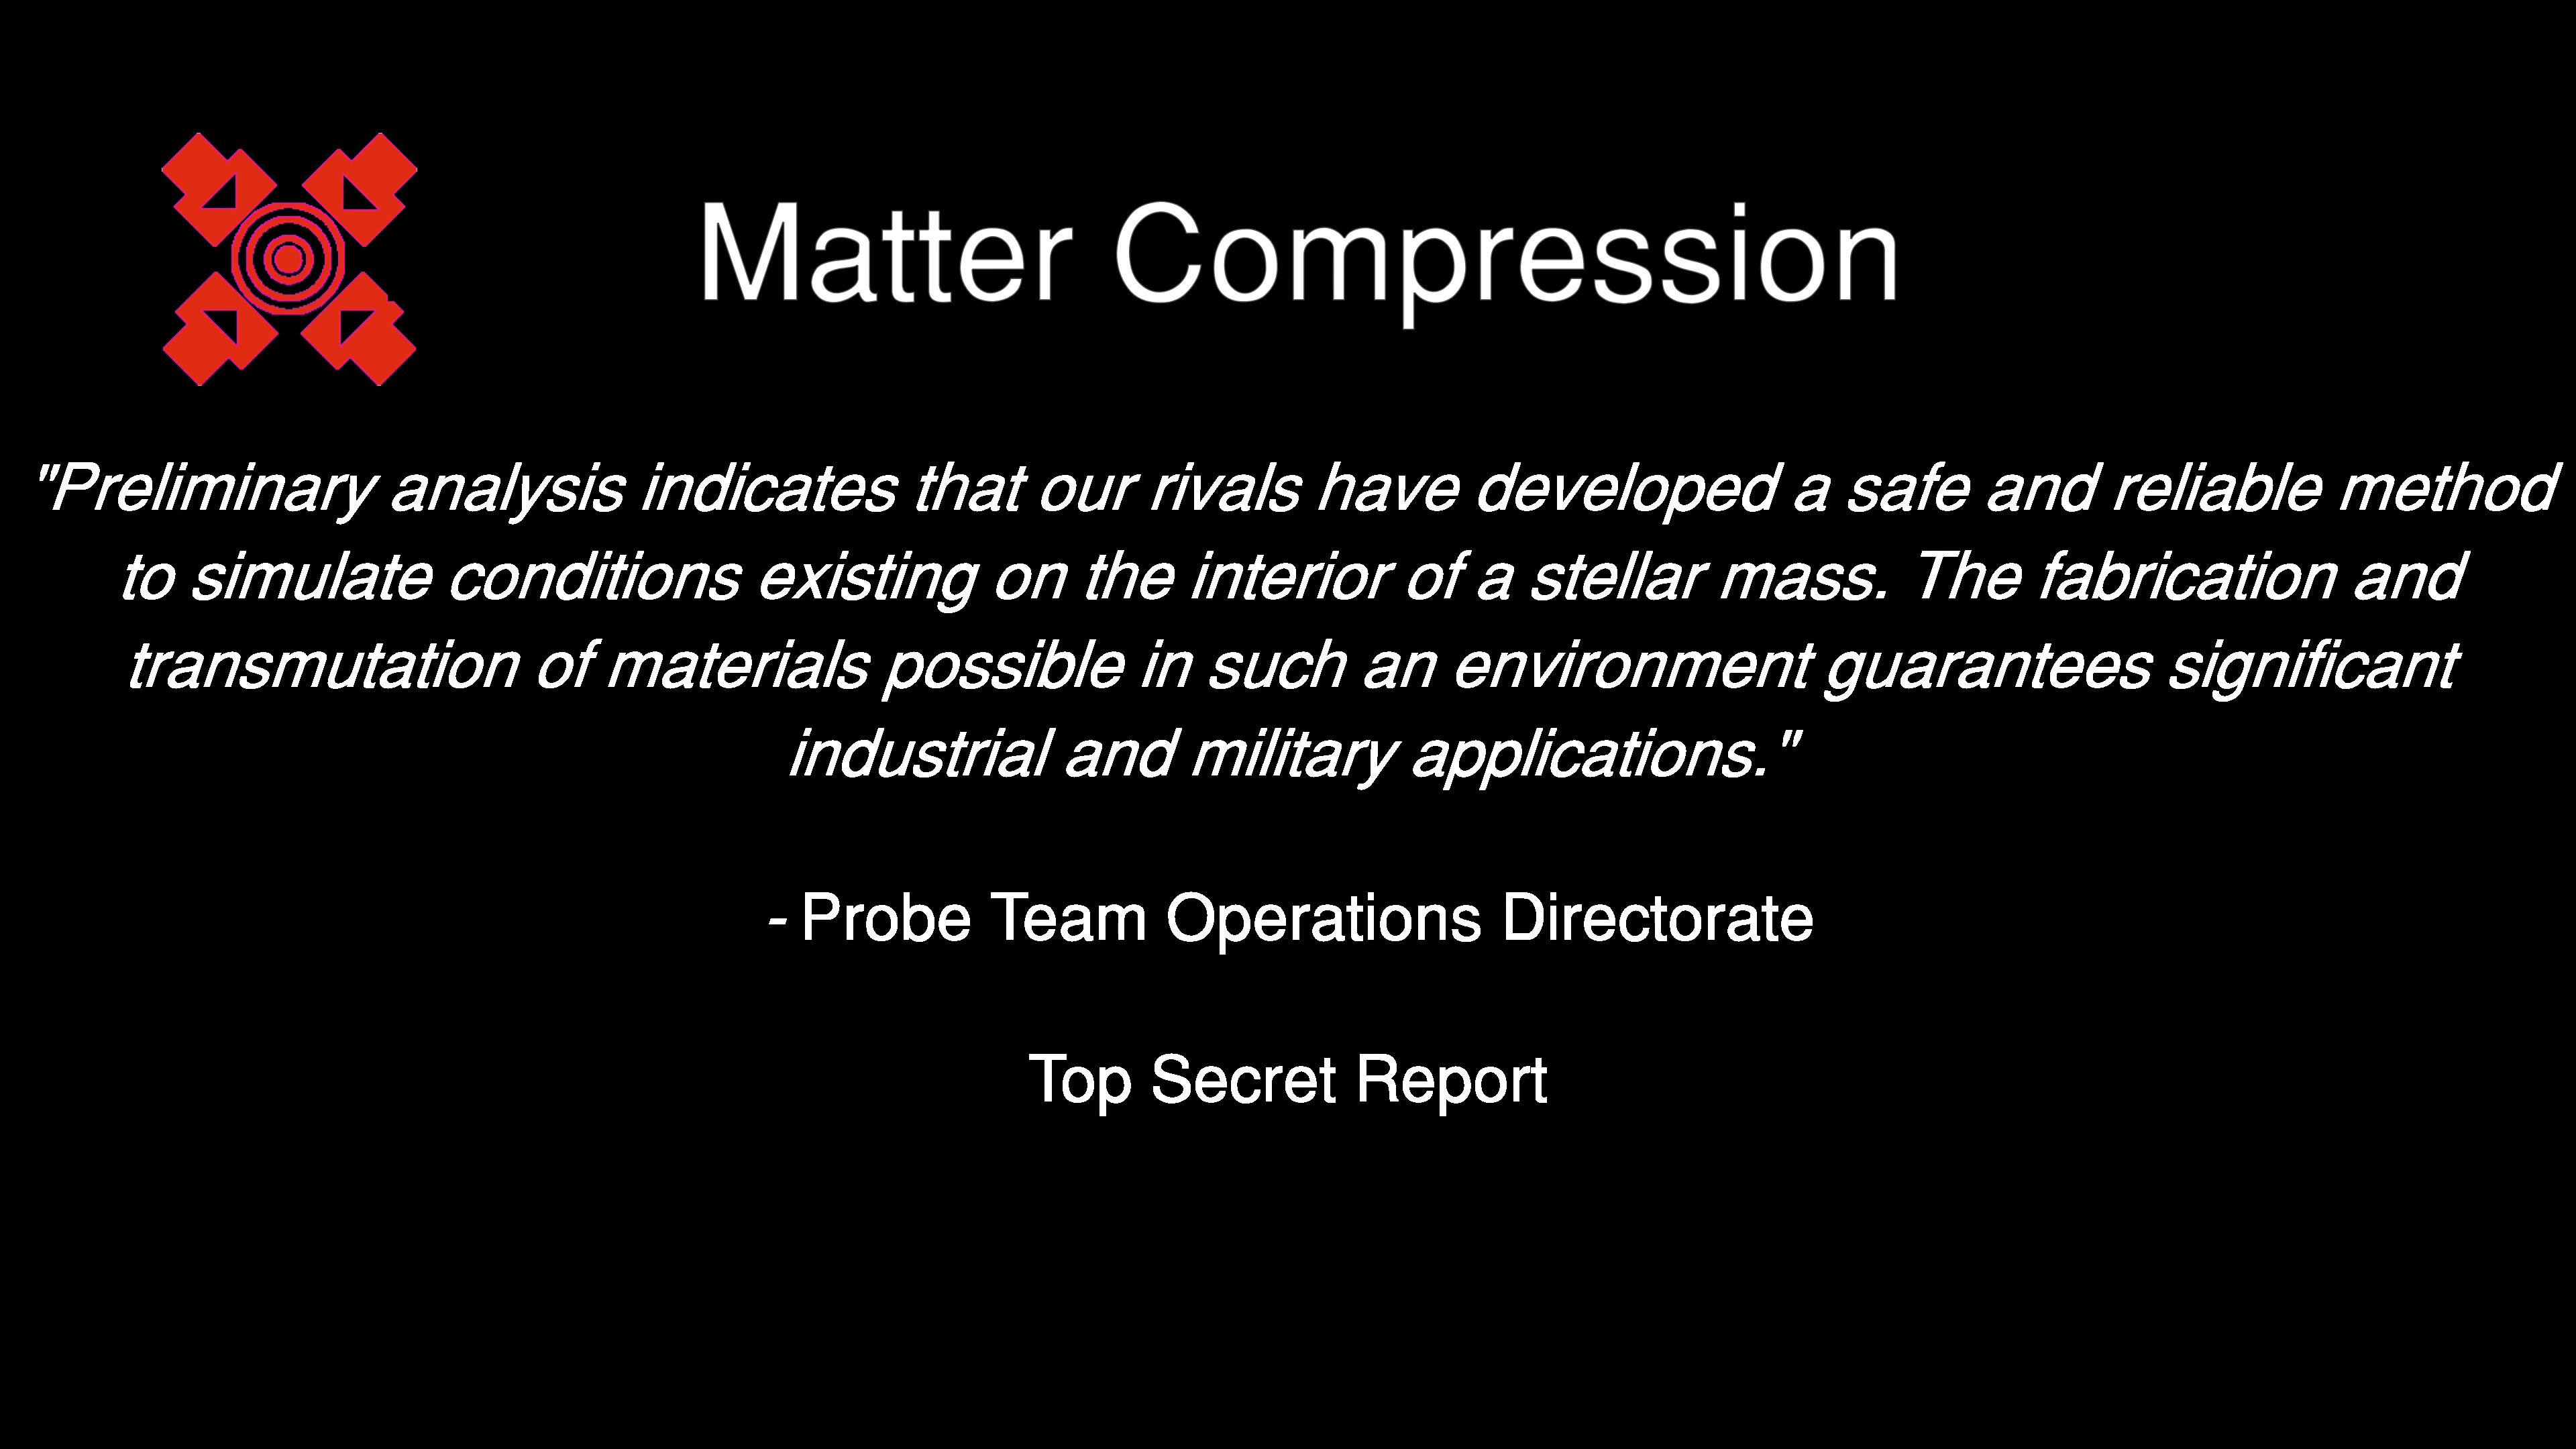 Matter Compression
"Preliminary analysis indicates that our rivals have developed a safe and reliable method
to simulate conditions existing on the interior of a stellar mass. The fabrication and
transmutation of materials possible in such an environment guarantees significant
industrial and military applications."
- Probe Team Operations Directorate
Top Secret Report